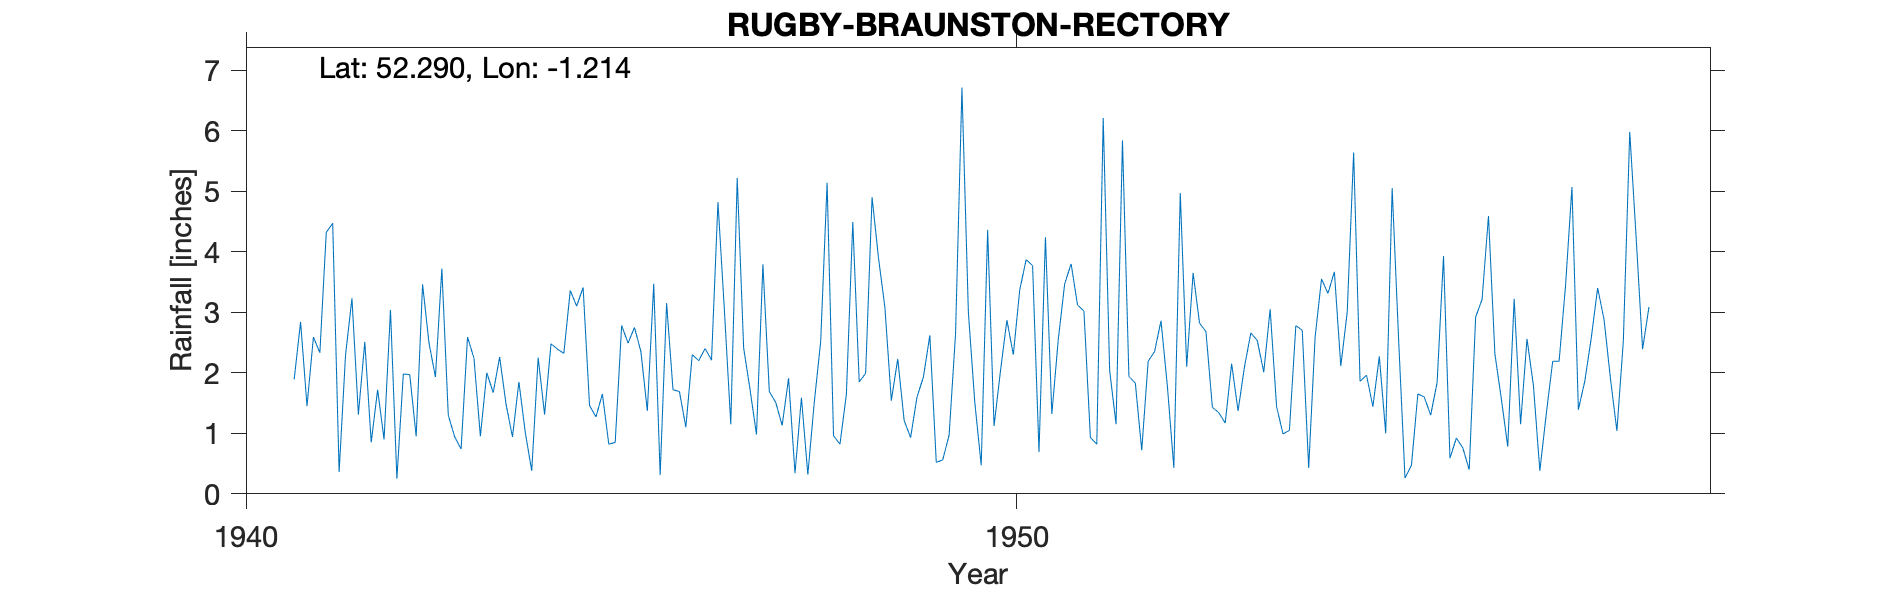 RUGBY-BRAUNSTON-RECTORY
Lat: 52.290, Lon: -1.214
7
6
5
4
3
2
1
0
Rainfall [inches]
1940 1950
Year